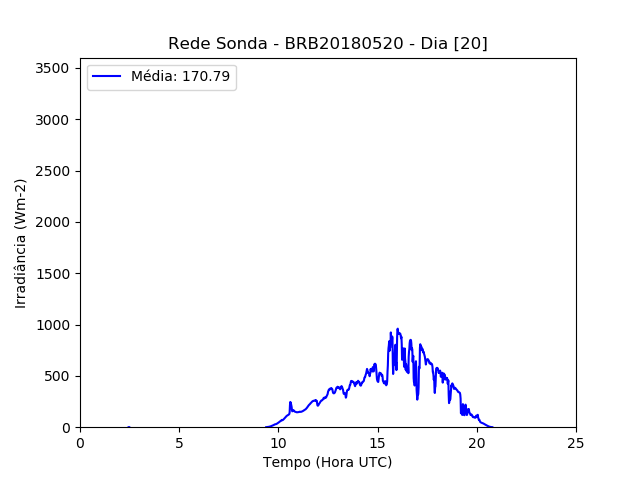 Rede Sonda - BRB20180520 - Dia [20]
Média: 170.79
3500
3000
2500
2000
1500
1000
500
0
Irradiância (Wm-2)
0 5 10 15 20 25
Tempo (Hora UTC)